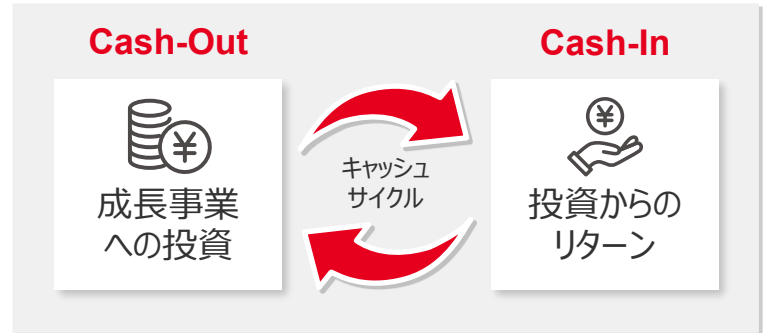 Cash-Out
Cash-In
成長事業
への投資
キャッシュ
サイクル
投資からの
リターン